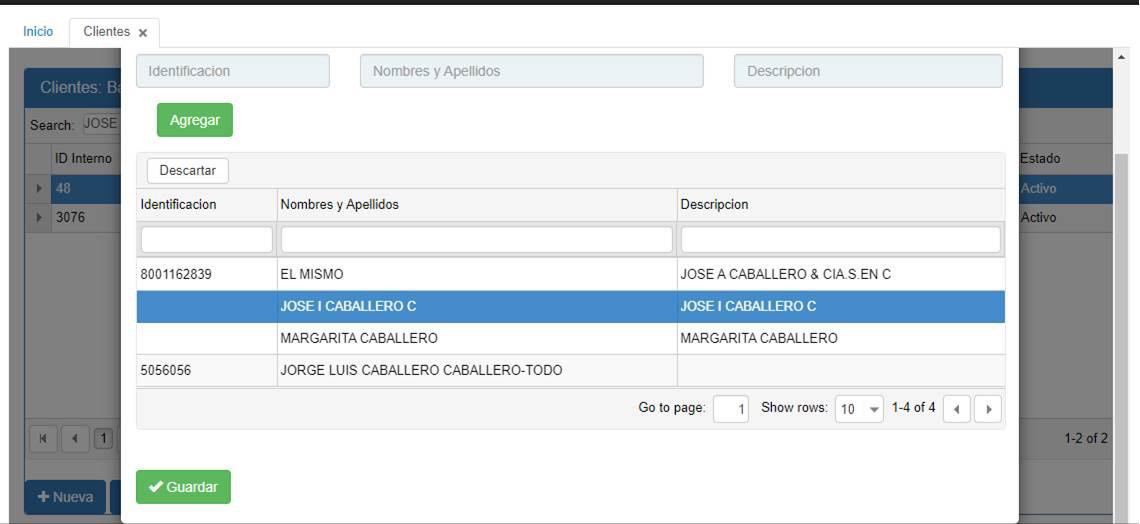 Inicio
Clientes x
Identificacion Nombres y Apellidos Descripcion
Clientes: Ba
Agregar
Search: JOSE
ID Interno
Estado
Descartar
48
Activo
Identificacion Nombres y Apellidos Descripcion
3076
Activo
8001162839 EL MISMO JOSE A CABALLERO & CIA.S.EN C
JOSE I CABALLERO C JOSE I CABALLERO C
MARGARITA CABALLERO MARGARITA CABALLERO
5056056 JORGE LUIS CABALLERO CABALLERO-TODO
Go to page: 1 Show rows: 10 1-4 of 4
1
1-2 of 2
Guardar
+ Nueva